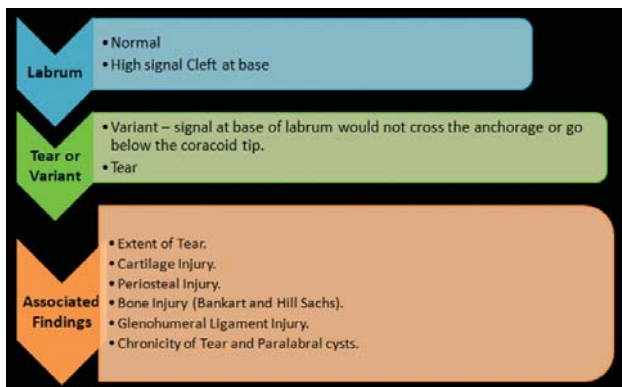 Labrum
• Normal
• High signal Cleft at base
Tear or
Variant
• Variant – signal at base of labrum would not cross the anchorage or go
below the coracoid tip.
• Tear
Associated
Findings
• Extent of Tear.
• Cartilage Injury.
• Periosteal Injury.
• Bone Injury (Bankart and Hill Sachs).
• Glenohumeral Ligament Injury.
• Chronicity of Tear and Paralabral cysts.